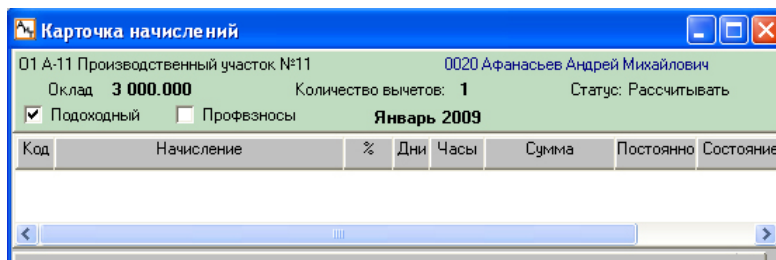 Карточка начислений
01 А-11 Производственный участок №11 0020 Афанасьев Андрей Михайлович
Оклад 3 000.000 Количество вычетов: 1 Статус: Рассчитывать
Подоходный Профвзносы Январь 2009
Код Начисление % Дни Часы Сумма Постоянно Состояние